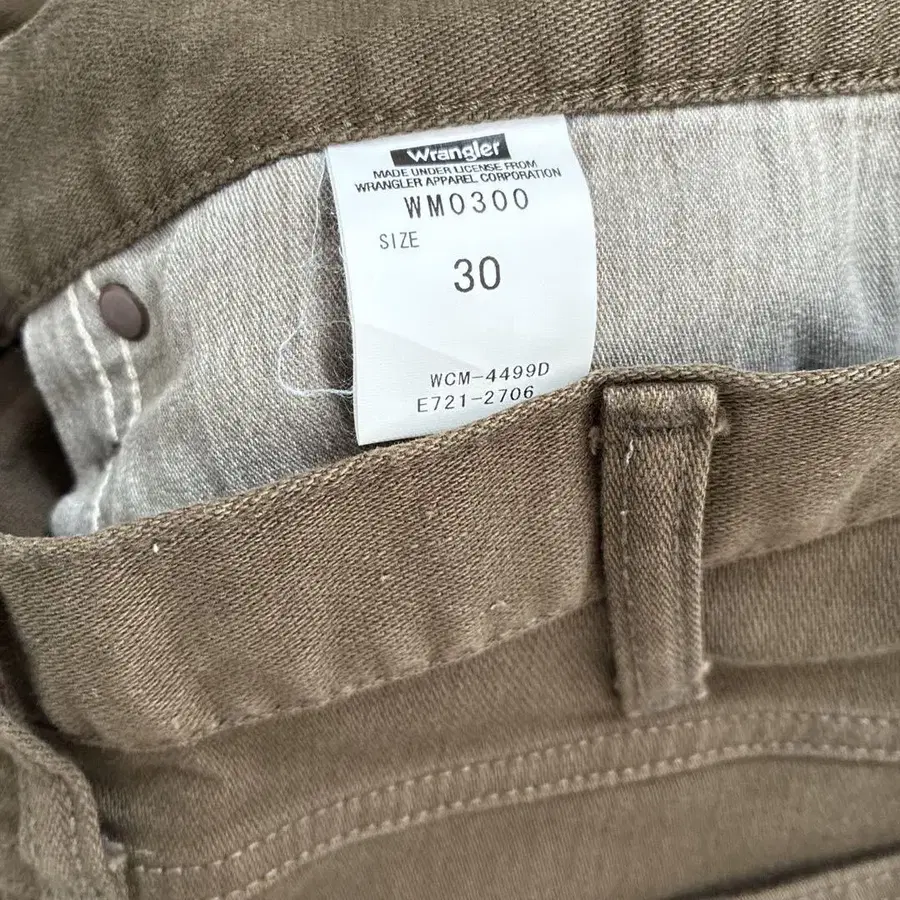 Wrangler
MADE UNDER LICENSE FROM
WRANGLER APPAREL CORPORATION
WM0300
SIZE
30
WCM-4499D
E721-2706